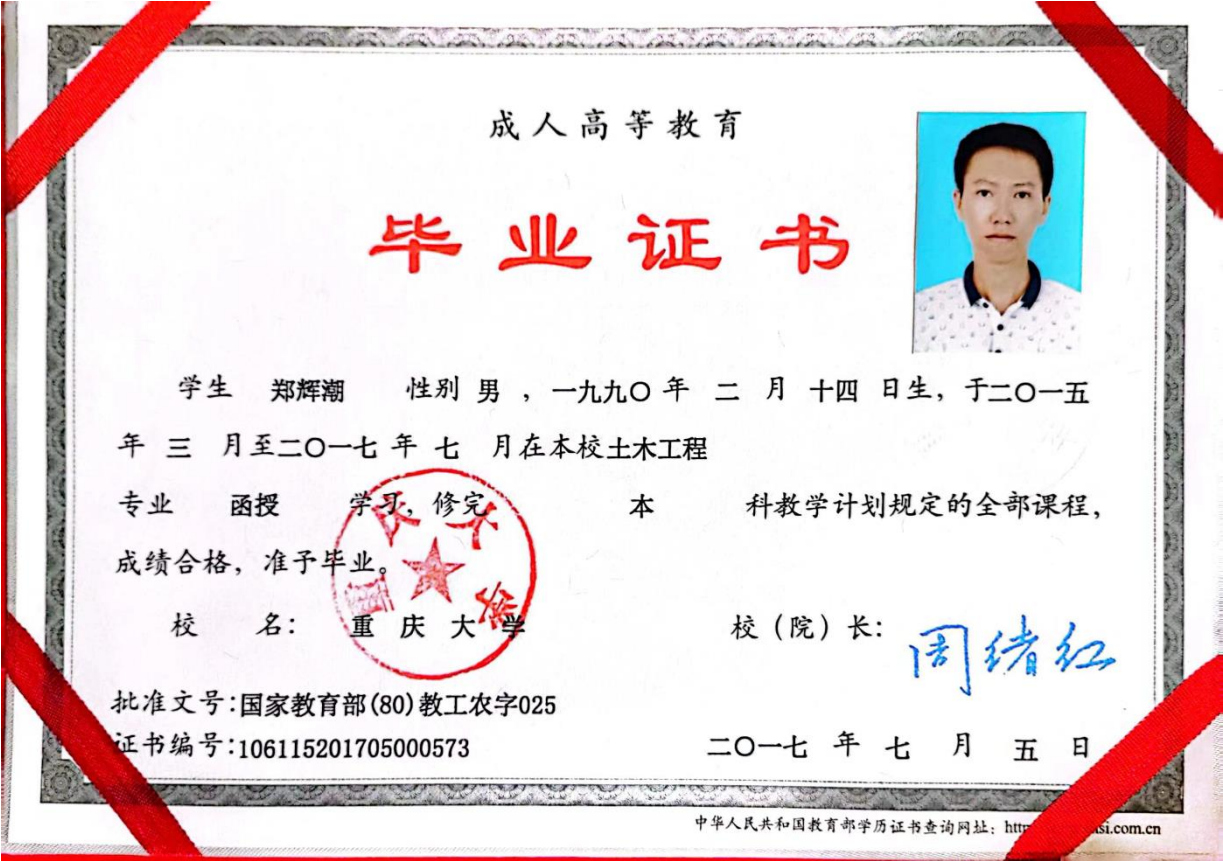 成人高等教育
毕业证书
学生 郑辉潮 性别 男 ，一九九〇 年 二 月 十四 日生，于二〇一五
年 三 月至二〇一七 年 七 月在本校土木工程
专业 函授 学习，修完 本 科教学计划规定的全部课程，
成绩合格，准予毕业。
校 名： 重庆大学
校（院）长： 周绪红
批准文号：国家教育部(80)教工农字025
证书编号：106115201705000573
二〇一七 年 七 月 五 日
中华人民共和国教育部学历证书查询网址：